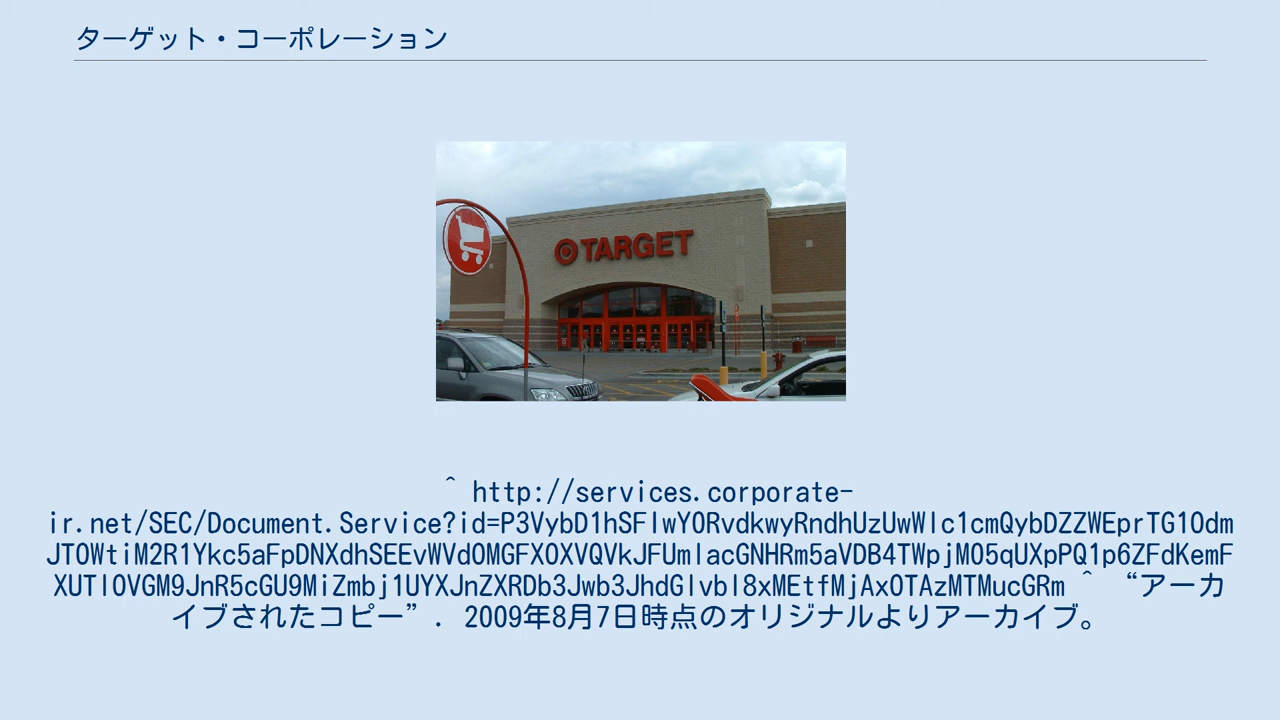 ターゲット・コーポレーション
TARGET
^ http://services.corporate-
ir.net/SEC/Document.Service?id=P3VybD1hSFIwY0RvdkwyRndhUzUwWlc1cmQybDZZWEprTG10dm
JTOWtiM2R1Ykc5aFpDNXdhSEEvWVdOMGFXOXVQVkJFUmlacGNHRm5aVDB4TWpjM05qUXpPQ1p6ZFdKemF
XUTlOVGM9JnR5cGU9MiZmbj1UYXJnZXRDb3Jwb3JhdGlvbl8xMEtfMjAxOTAzMTMucGRm ^ “アーカ
イブされたコピー”. 2009年8月7日時点のオリジナルよりアーカイブ。